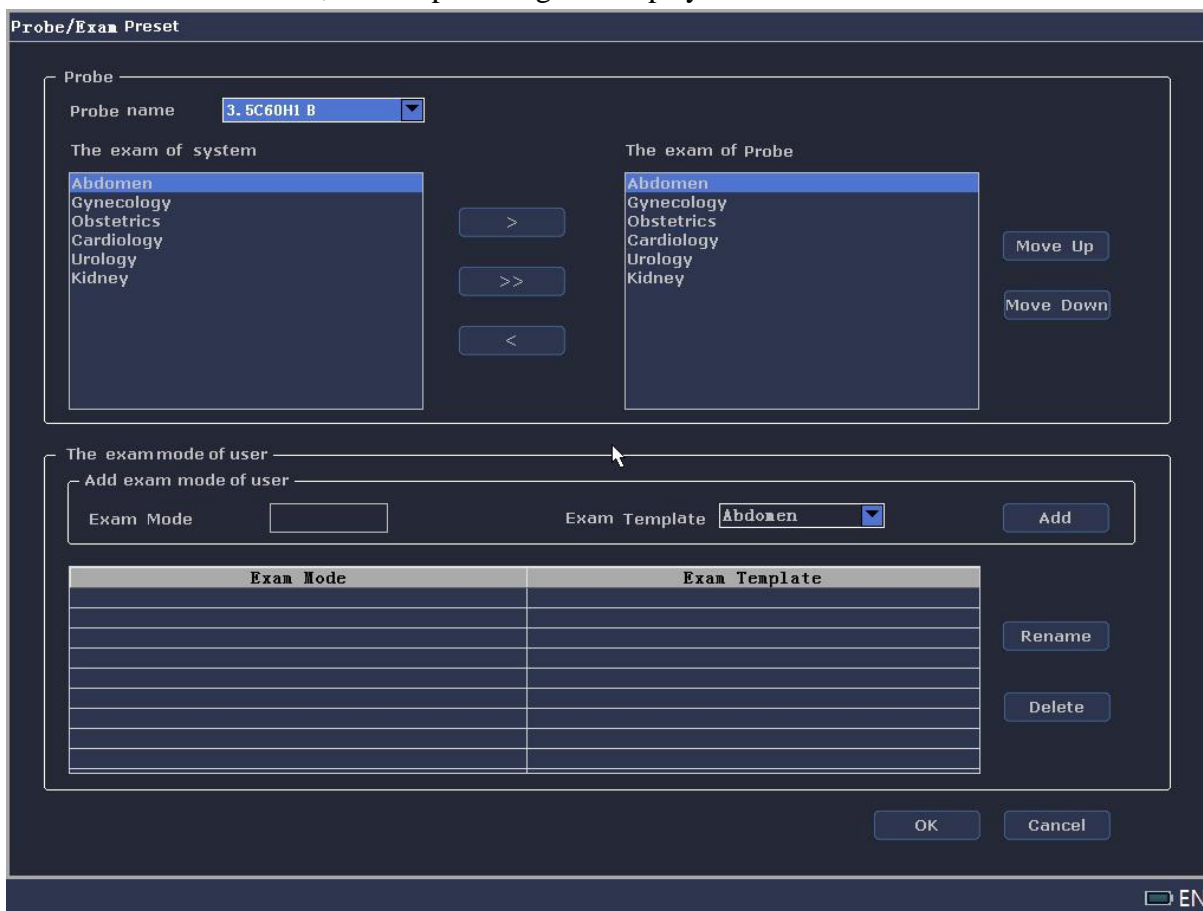 Probe/Exam Preset
Probe
Probe name 3. 5C60H1 B
The exam of system The exam of Probe
Abdomen Abdomen
Gynecology Gynecology
Obstetrics Obstetrics
Cardiology Cardiology
Urology Urology
Kidney Kidney
>
>>
<
Move Up
Move Down
The exam mode of user
Add exam mode of user
Exam Mode Exam Template Abdomen Add
Exam Mode Exam Template
Rename
Delete
OK Cancel
EN